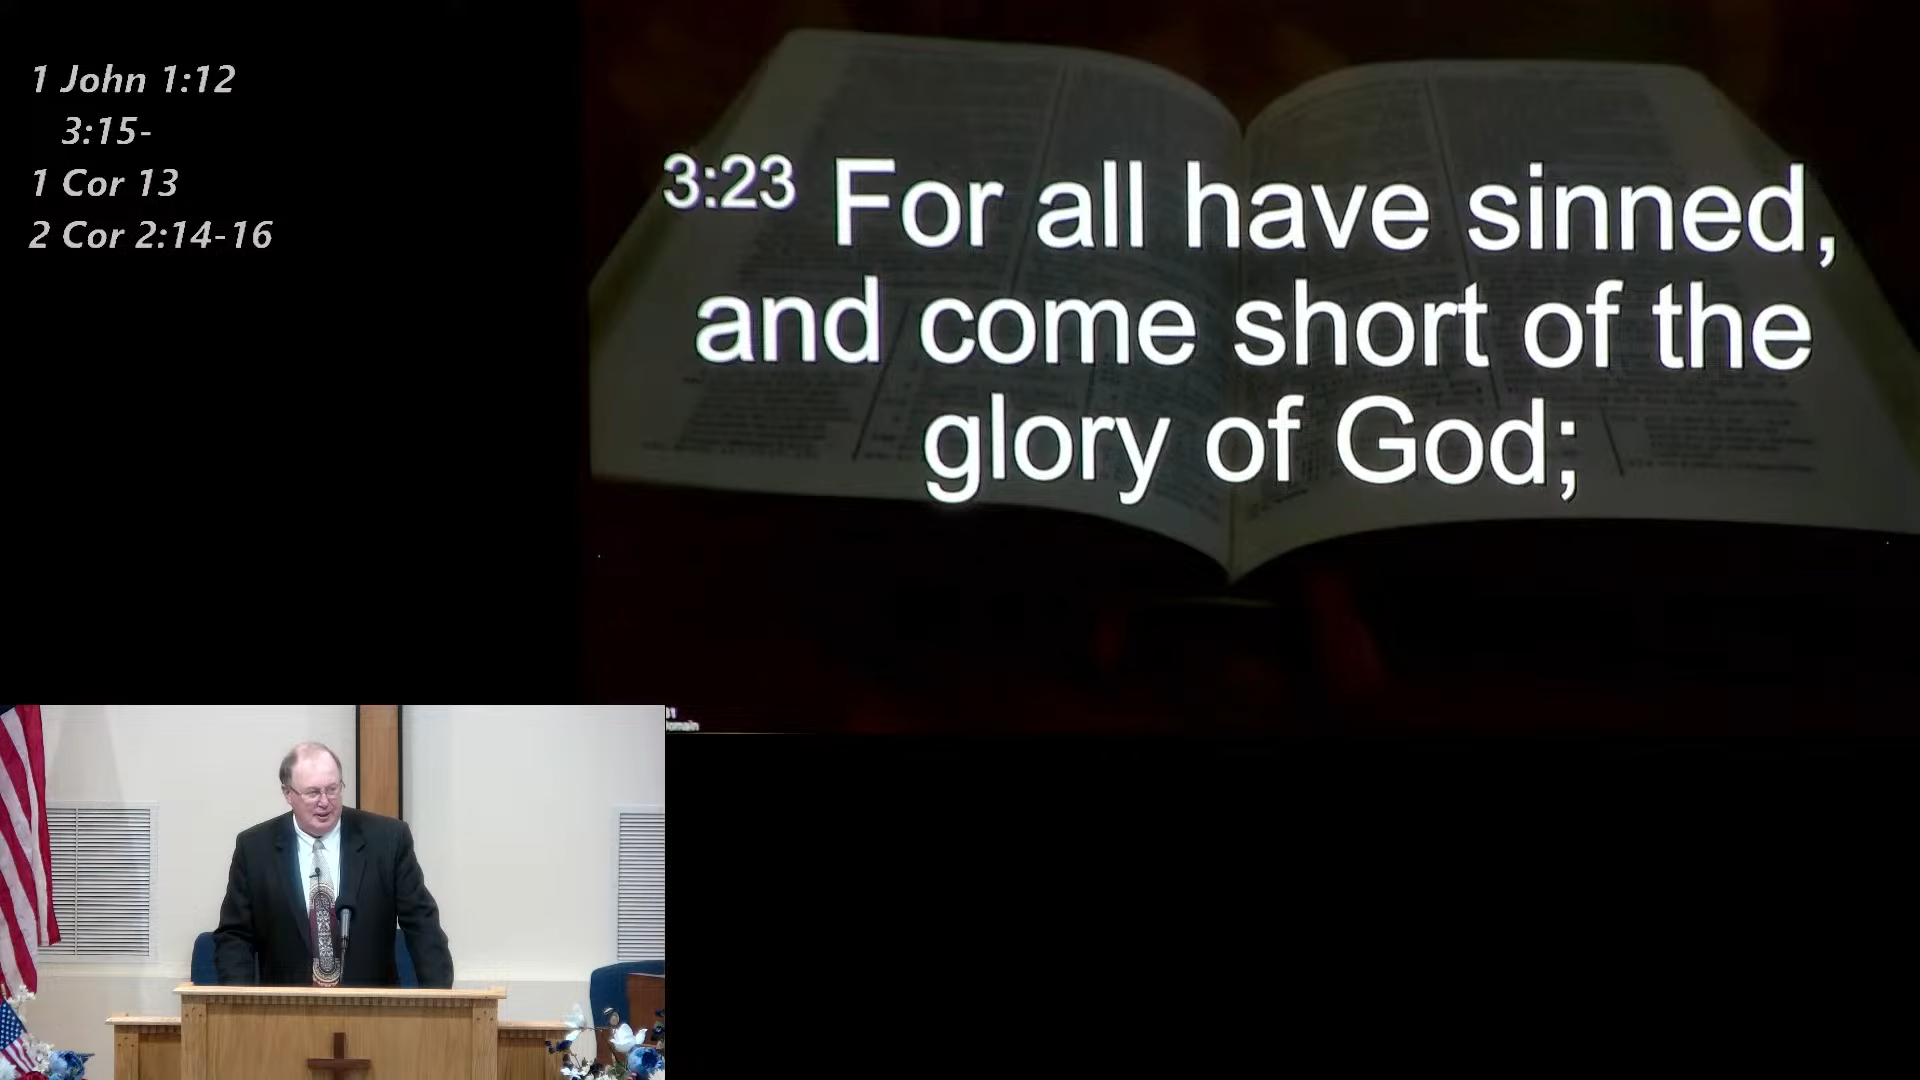 1 John 1:12
3:15-
1 Cor 13
2 Cor 2:14-16
3:23 For all have sinned,
and come short of the
glory of God;